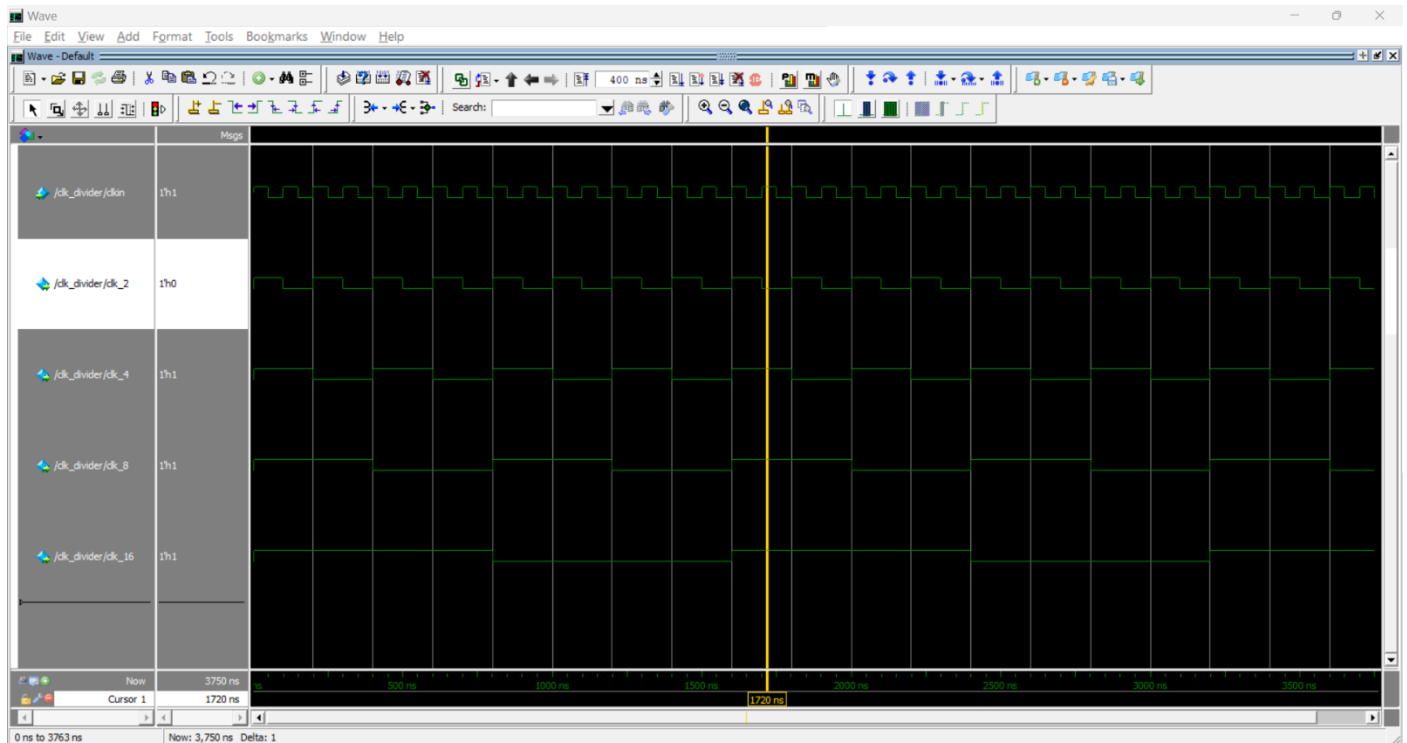 Wave
File Edit View Add Format Tools Bookmarks Window Help
Wave - Default
400 ns
Search:
Msgs
/clk_divider/clkin 1'h1
/clk_divider/clk_2 1'h0
/clk_divider/clk_4 1'h1
/clk_divider/clk_8 1'h1
/clk_divider/clk_16 1'h1
Now 3750 ns
ns 500 ns 1000 ns 1500 ns 2000 ns 2500 ns 3000 ns 3500 ns
Cursor 1 1720 ns
1720 ns
0 ns to 3763 ns Now: 3,750 ns Delta: 1